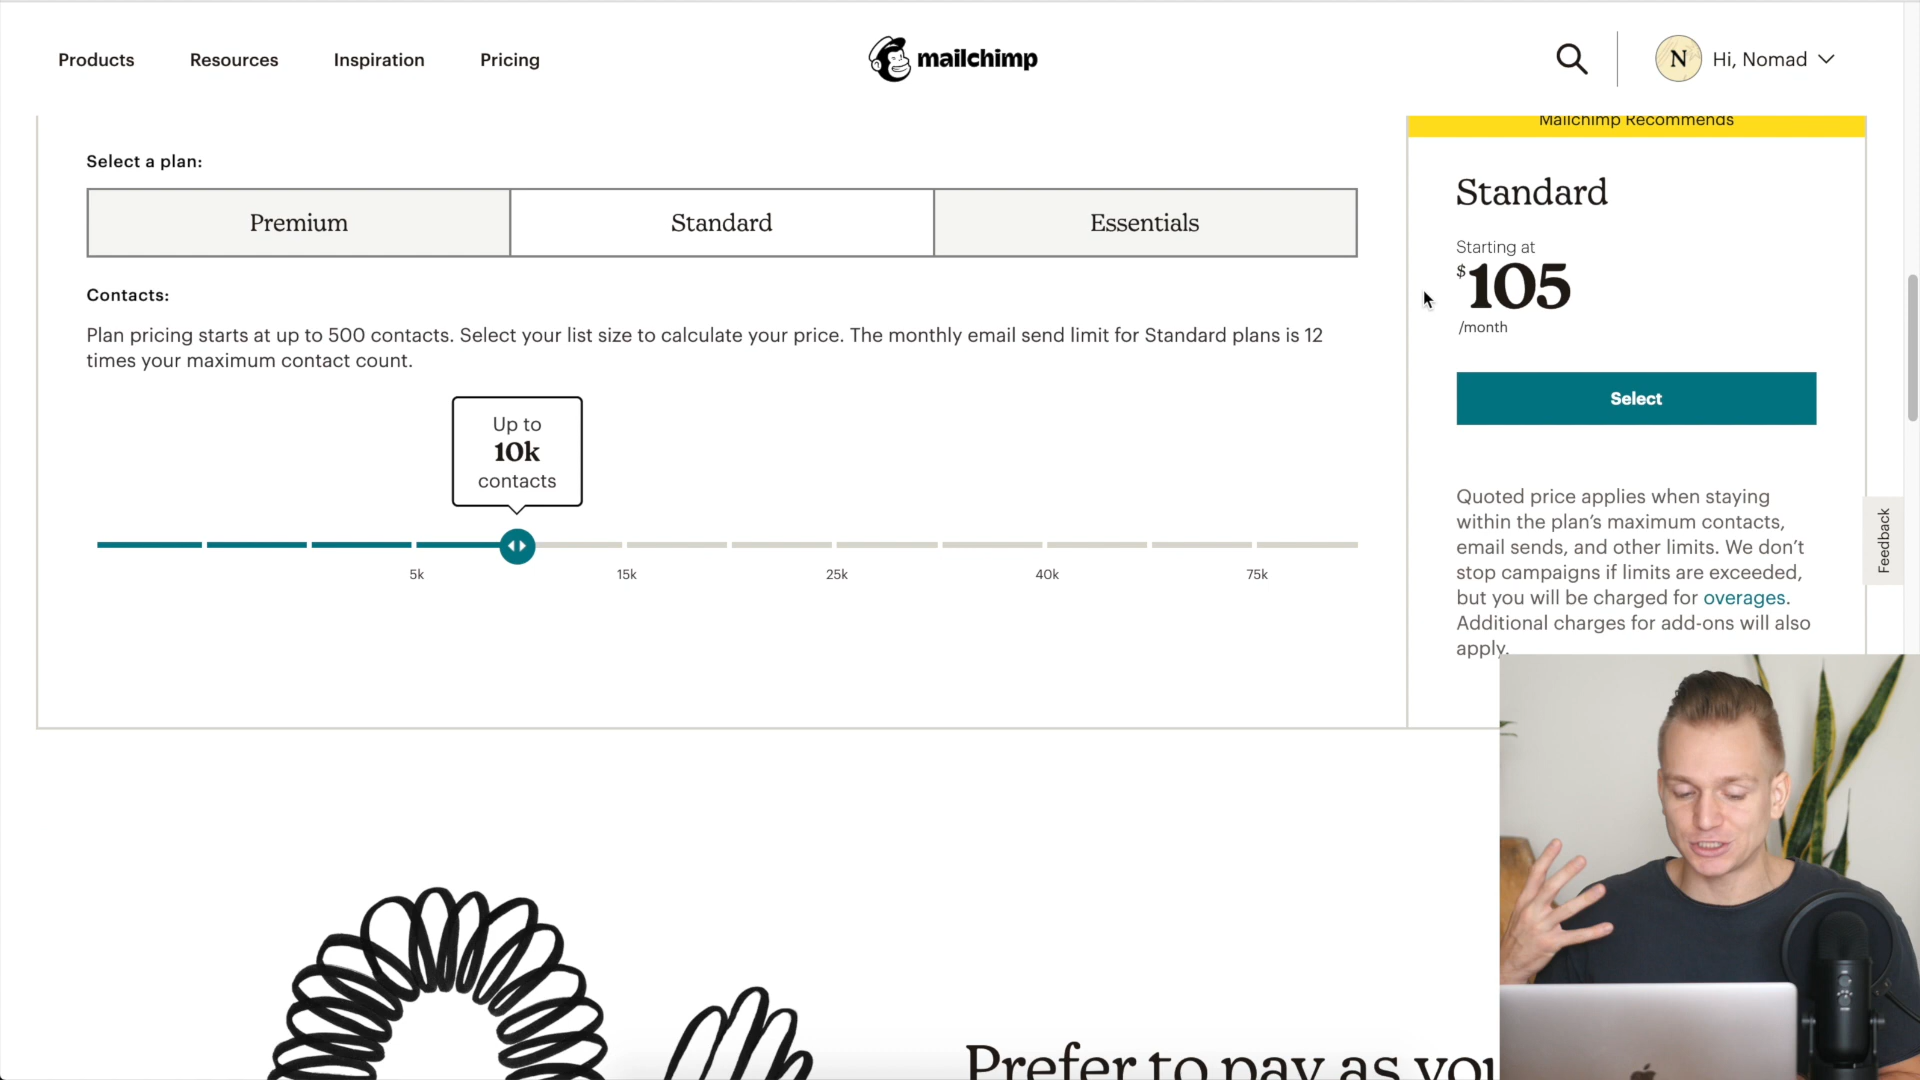 Products
Resources
Inspiration
Pricing
mailchimp
N
Hi, Nomad
Mailchimp Recommends
Select a plan:
Premium
Standard
Essentials
Contacts:
Plan pricing starts at up to 500 contacts. Select your list size to calculate your price. The monthly email send limit for Standard plans is 12
times your maximum contact count.
Up to
10k
contacts
5k
15k
25k
40k
75k
Standard
Starting at
$105
/month
Select
Quoted price applies when staying
within the plan’s maximum contacts,
email sends, and other limits. We don’t
stop campaigns if limits are exceeded,
but you will be charged for overages.
Additional charges for add-ons will also
apply.
Feedback
Prefer to pay as you